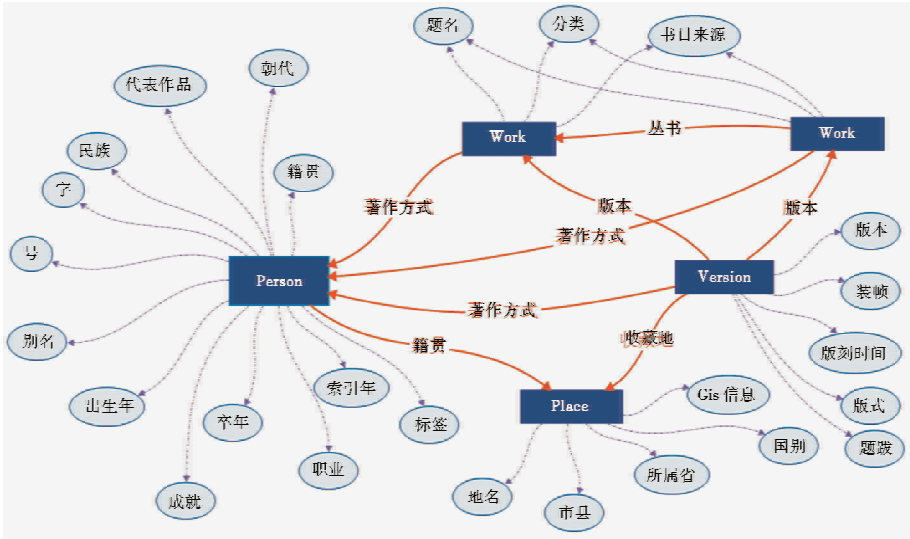 题名
分类
书目来源
代表作品
朝代
Work
丛书
Work
民族
字
籍贯
著作方式
版本
版本
著作方式
版本
号
Person
Version
装帧
著作方式
别名
籍贯
收藏地
版刻时间
索引年
出生年
卒年
标签
Place
Gis 信息
版式
国别
题跋
职业
所属省
成就
地名
市县